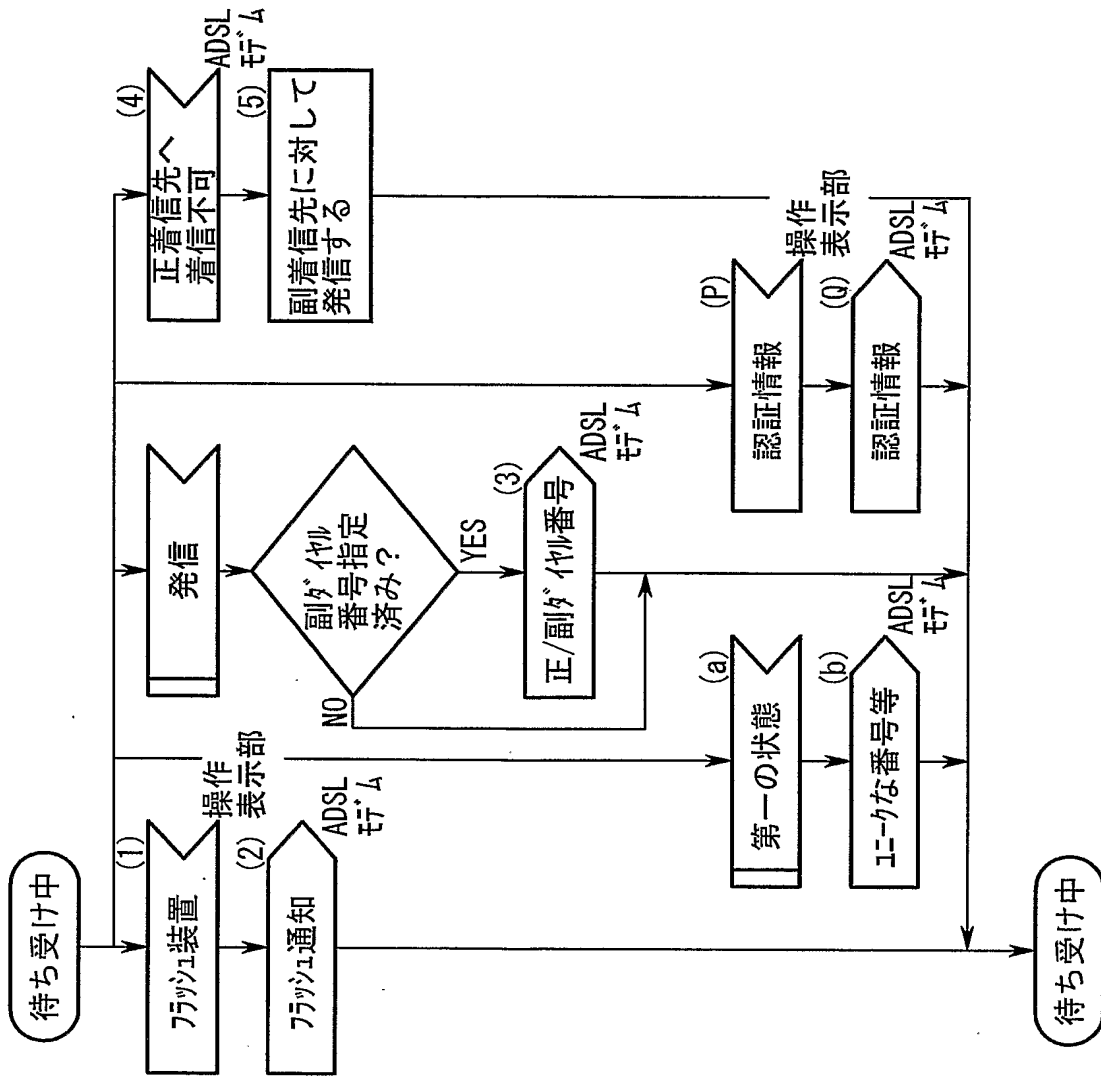 待ち受け中
(1)
フラッシュ装置
操作
表示部
(2)
フラッシュ通知
ADSL
モデム
発信
副ダイヤル
番号指定
済み?
NO
YES
(3)
正/副ダイヤル番号
ADSL
モデム
(4)
正着信先へ
着信不可
ADSL
モデム
(5)
副着信先に対して
発信する
(a)
第一の状態
(b)
ユニークな番号等
ADSL
モデム
(P)
認証情報
操作
表示部
(Q)
認証情報
ADSL
モデム
待ち受け中